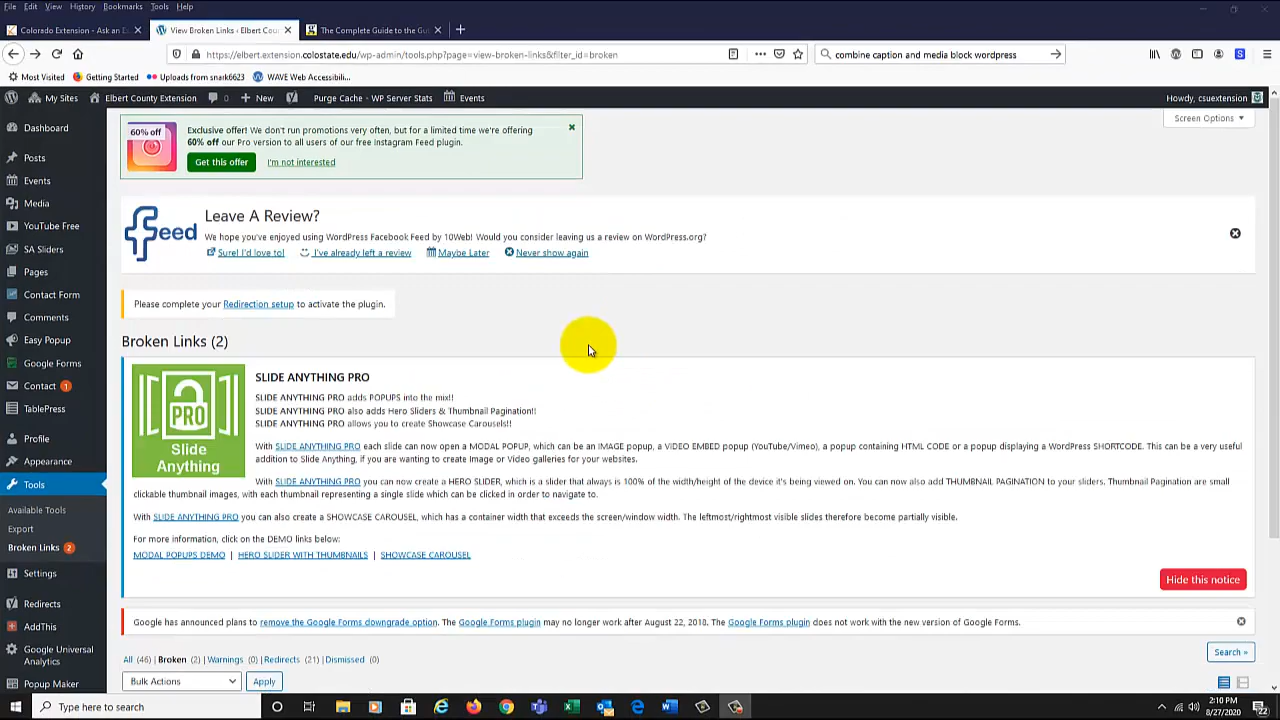 File Edit View History Bookmarks Tools Help
Colorado Extension - Ask an E
View Broken Links ‹ Elbert Cour
The Complete Guide to the Gut
https://elbert.extension.colostate.edu/wp-admin/tools.php?page=view-broken-links&filter_id=broken
combine caption and media block wordpress
Most Visited Getting Started Uploads from snark6623 WAVE Web Accessibili...
My Sites Elbert County Extension 0 New Purge Cache - WP Server Stats Events Howdy, csuextension
Screen Options
Dashboard
Posts
Events
Media
YouTube Free
SA Sliders
Pages
Contact Form
Comments
Easy Popup
Google Forms
Contact 1
TablePress
Profile
Appearance
Tools
Available Tools
Export
Broken Links 2
Settings
Redirects
AddThis
Google Universal
Analytics
Popup Maker
60% off
Exclusive offer! We don't run promotions very often, but for a limited time we're offering
60% off our Pro version to all users of our free Instagram Feed plugin.
Get this offer I'm not interested
feed
Leave A Review?
We hope you've enjoyed using WordPress Facebook Feed by 10Web! Would you consider leaving us a review on WordPress.org?
Sure! I'd love to! I've already left a review Maybe Later Never show again
Please complete your Redirection setup to activate the plugin.
Broken Links (2)
PRO
Slide
Anything
SLIDE ANYTHING PRO
SLIDE ANYTHING PRO adds POPUPS into the mix!!
SLIDE ANYTHING PRO also adds Hero Sliders & Thumbnail Pagination!!
SLIDE ANYTHING PRO allows you to create Showcase Carousels!!
With SLIDE ANYTHING PRO each slide can now open a MODAL POPUP, which can be an IMAGE popup, a VIDEO EMBED popup (YouTube/Vimeo), a popup containing HTML CODE or a popup displaying a WordPress SHORTCODE. This can be a very useful
addition to Slide Anything, if you are wanting to create Image or Video galleries for your websites.
With SLIDE ANYTHING PRO you can now create a HERO SLIDER, which is a slider that always is 100% of the width/height of the device it's being viewed on. You can now also add THUMBNAIL PAGINATION to your sliders. Thumbnail Pagination are small
clickable thumbnail images, with each thumbnail representing a single slide which can be clicked in order to navigate to.
With SLIDE ANYTHING PRO you can also create a SHOWCASE CAROUSEL, which has a container width that exceeds the screen/window width. The leftmost/rightmost visible slides therefore become partially visible.
For more information, click on the DEMO links below:
MODAL POPUPS DEMO | HERO SLIDER WITH THUMBNAILS | SHOWCASE CAROUSEL
Hide this notice
Google has announced plans to remove the Google Forms downgrade option. The Google Forms plugin may no longer work after August 22, 2018. The Google Forms plugin does not work with the new version of Google Forms.
Search »
All (46) | Broken (2) | Warnings (0) | Redirects (21) | Dismissed (0)
Bulk Actions Apply
Type here to search
2:10 PM
8/27/2020
22